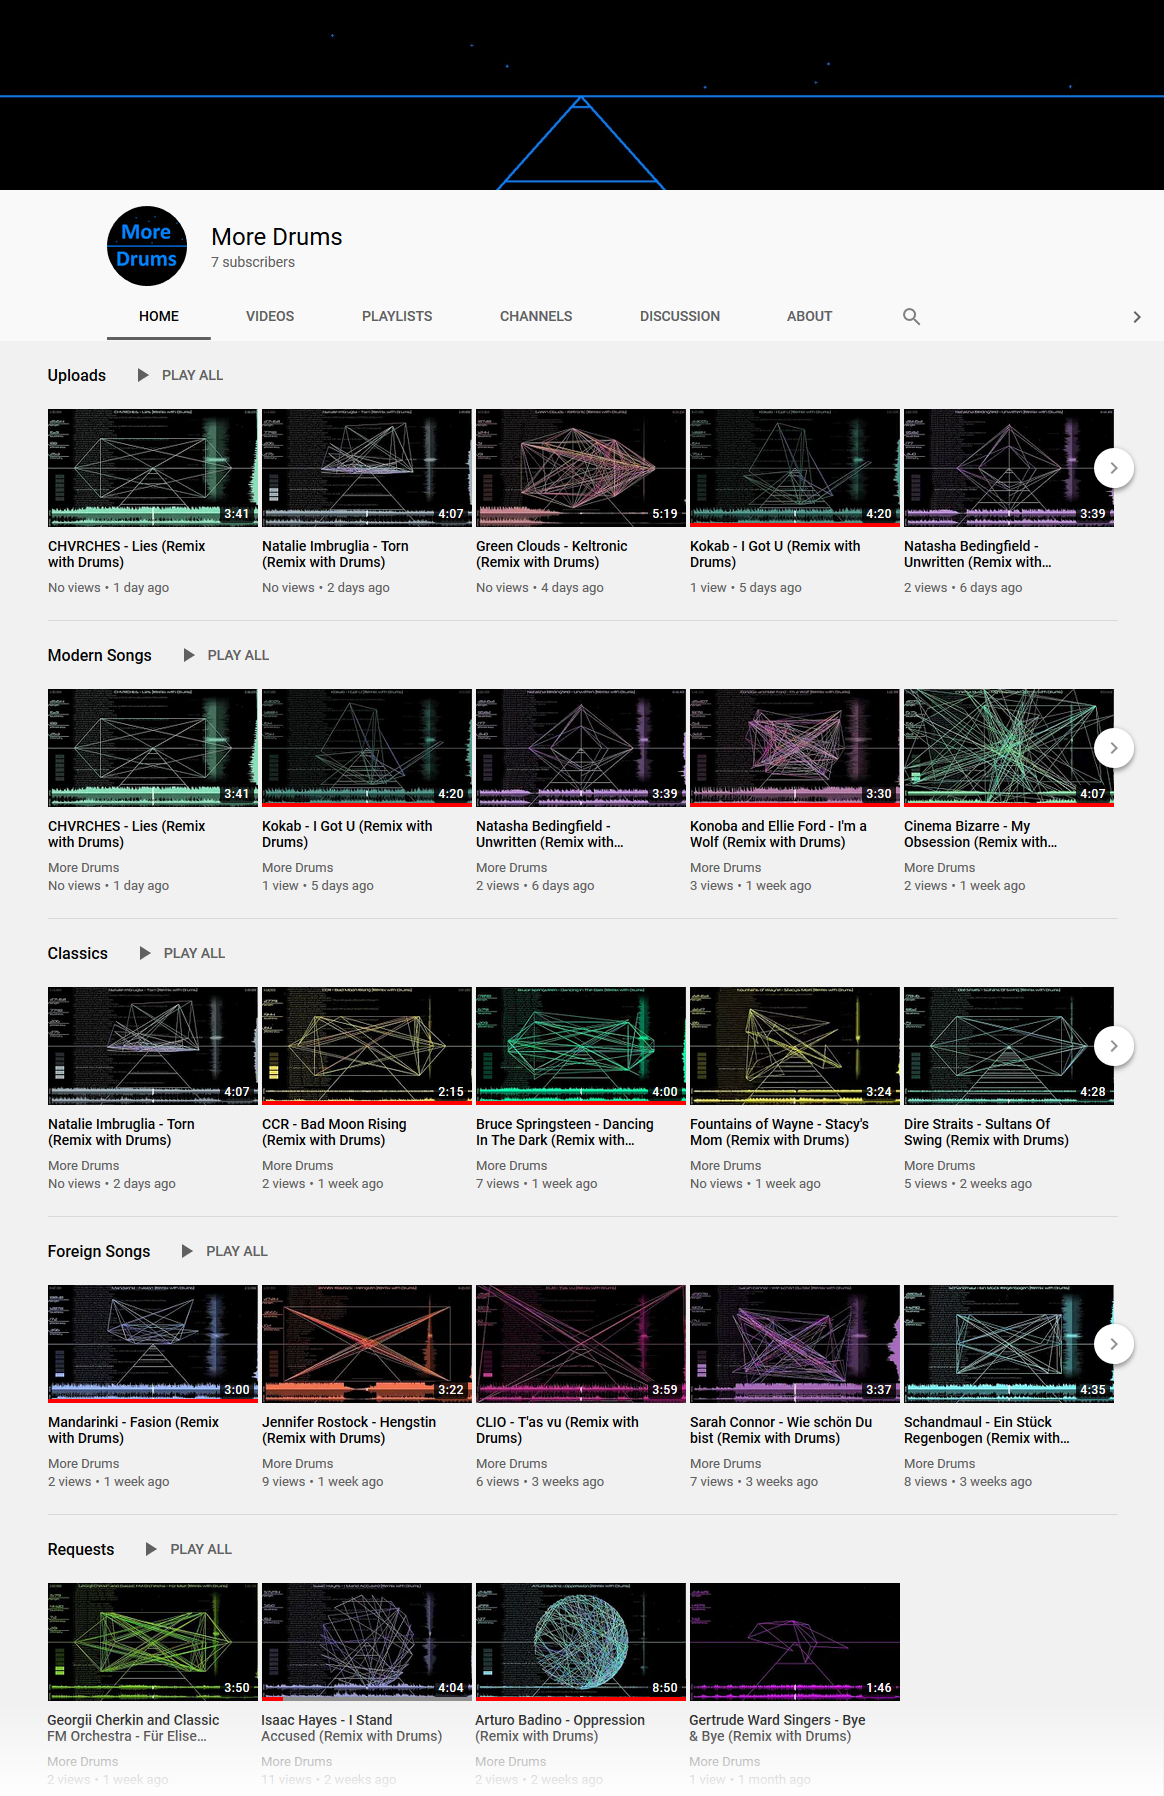 More
Drums
More Drums
7 subscribers
HOME VIDEOS PLAYLISTS CHANNELS DISCUSSION ABOUT
Uploads PLAY ALL
3:41 4:07 5:19 4:20 3:39
CHVRCHES - Lies (Remix
with Drums)
No views • 1 day ago
Natalie Imbruglia - Torn
(Remix with Drums)
No views • 2 days ago
Green Clouds - Keltronic
(Remix with Drums)
No views • 4 days ago
Kokab - I Got U (Remix with
Drums)
1 view • 5 days ago
Natasha Bedingfield -
Unwritten (Remix with...
2 views • 6 days ago
Modern Songs PLAY ALL
3:41 4:20 3:39 3:30 4:07
CHVRCHES - Lies (Remix
with Drums)
More Drums
No views • 1 day ago
Kokab - I Got U (Remix with
Drums)
1 view • 5 days ago
Natasha Bedingfield -
Unwritten (Remix with...
More Drums
2 views • 6 days ago
Konoba and Ellie Ford - I'm a
Wolf (Remix with Drums)
More Drums
3 views • 1 week ago
Cinema Bizarre - My
Obsession (Remix with...
More Drums
2 views • 1 week ago
Classics PLAY ALL
4:07 2:15 4:00 3:24 4:28
Natalie Imbruglia - Torn
(Remix with Drums)
More Drums
No views • 2 days ago
CCR - Bad Moon Rising
(Remix with Drums)
More Drums
2 views • 1 week ago
Bruce Springsteen - Dancing
In The Dark (Remix with...
More Drums
7 views • 1 week ago
Fountains of Wayne - Stacy's
Mom (Remix with Drums)
More Drums
No views • 1 week ago
Dire Straits - Sultans Of
Swing (Remix with Drums)
More Drums
5 views • 2 weeks ago
Foreign Songs PLAY ALL
3:00 3:22 3:59 3:37 4:35
Mandarinki - Fasion (Remix
with Drums)
More Drums
2 views • 1 week ago
Jennifer Rostock - Hengstin
(Remix with Drums)
More Drums
9 views • 1 week ago
CLIO - T'as vu (Remix with
Drums)
More Drums
6 views • 3 weeks ago
Sarah Connor - Wie schön Du
bist (Remix with Drums)
More Drums
7 views • 3 weeks ago
Schandmaul - Ein Stück
Regenbogen (Remix with...
More Drums
8 views • 3 weeks ago
Requests PLAY ALL
3:50 4:04 8:50 1:46
Georgii Cherkin and Classic
FM Orchestra - Für Elise...
More Drums
2 views • 1 week ago
Isaac Hayes - I Stand
Accused (Remix with Drums)
More Drums
11 views • 2 weeks ago
Arturo Badino - Oppression
(Remix with Drums)
More Drums
2 views • 2 weeks ago
Gertrude Ward Singers - Bye
& Bye (Remix with Drums)
More Drums
1 view • 1 month ago